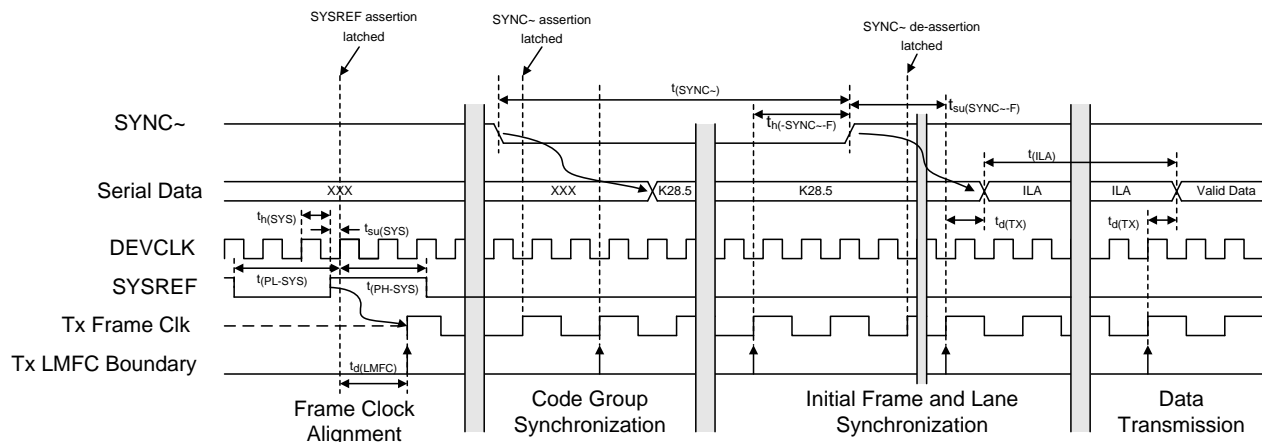 SYSREF assertion
latched
SYNC~ assertion
latched
SYNC~ de-assertion
latched
t(SYNC~)
tsu(SYNC~-F)
SYNC~
th(-SYNC~-F)
t(ILA)
Serial Data
XXX
XXX
K28.5
K28.5
ILA
ILA
Valid Data
th(SYS)
tsu(SYS)
td(TX)
td(TX)
DEVCLK
t(PL-SYS)
t(PH-SYS)
SYSREF
Tx Frame Clk
Tx LMFC Boundary
td(LMFC)
Frame Clock
Alignment
Code Group
Synchronization
Initial Frame and Lane
Synchronization
Data
Transmission